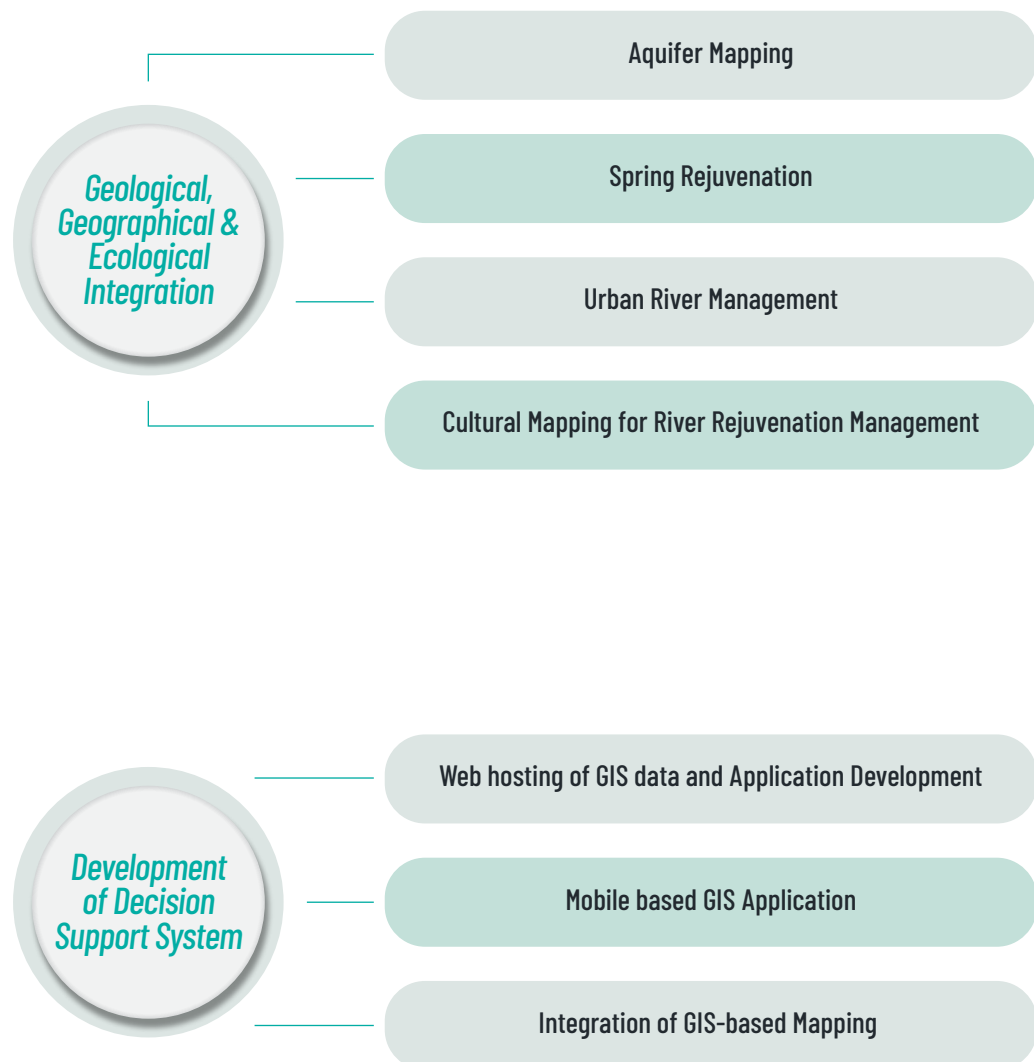 Geological,
Geographical &
Ecological
Integration
Aquifer Mapping
Spring Rejuvenation
Urban River Management
Cultural Mapping for River Rejuvenation Management
Development
of Decision
Support System
Web hosting of GIS data and Application Development
Mobile based GIS Application
Integration of GIS-based Mapping